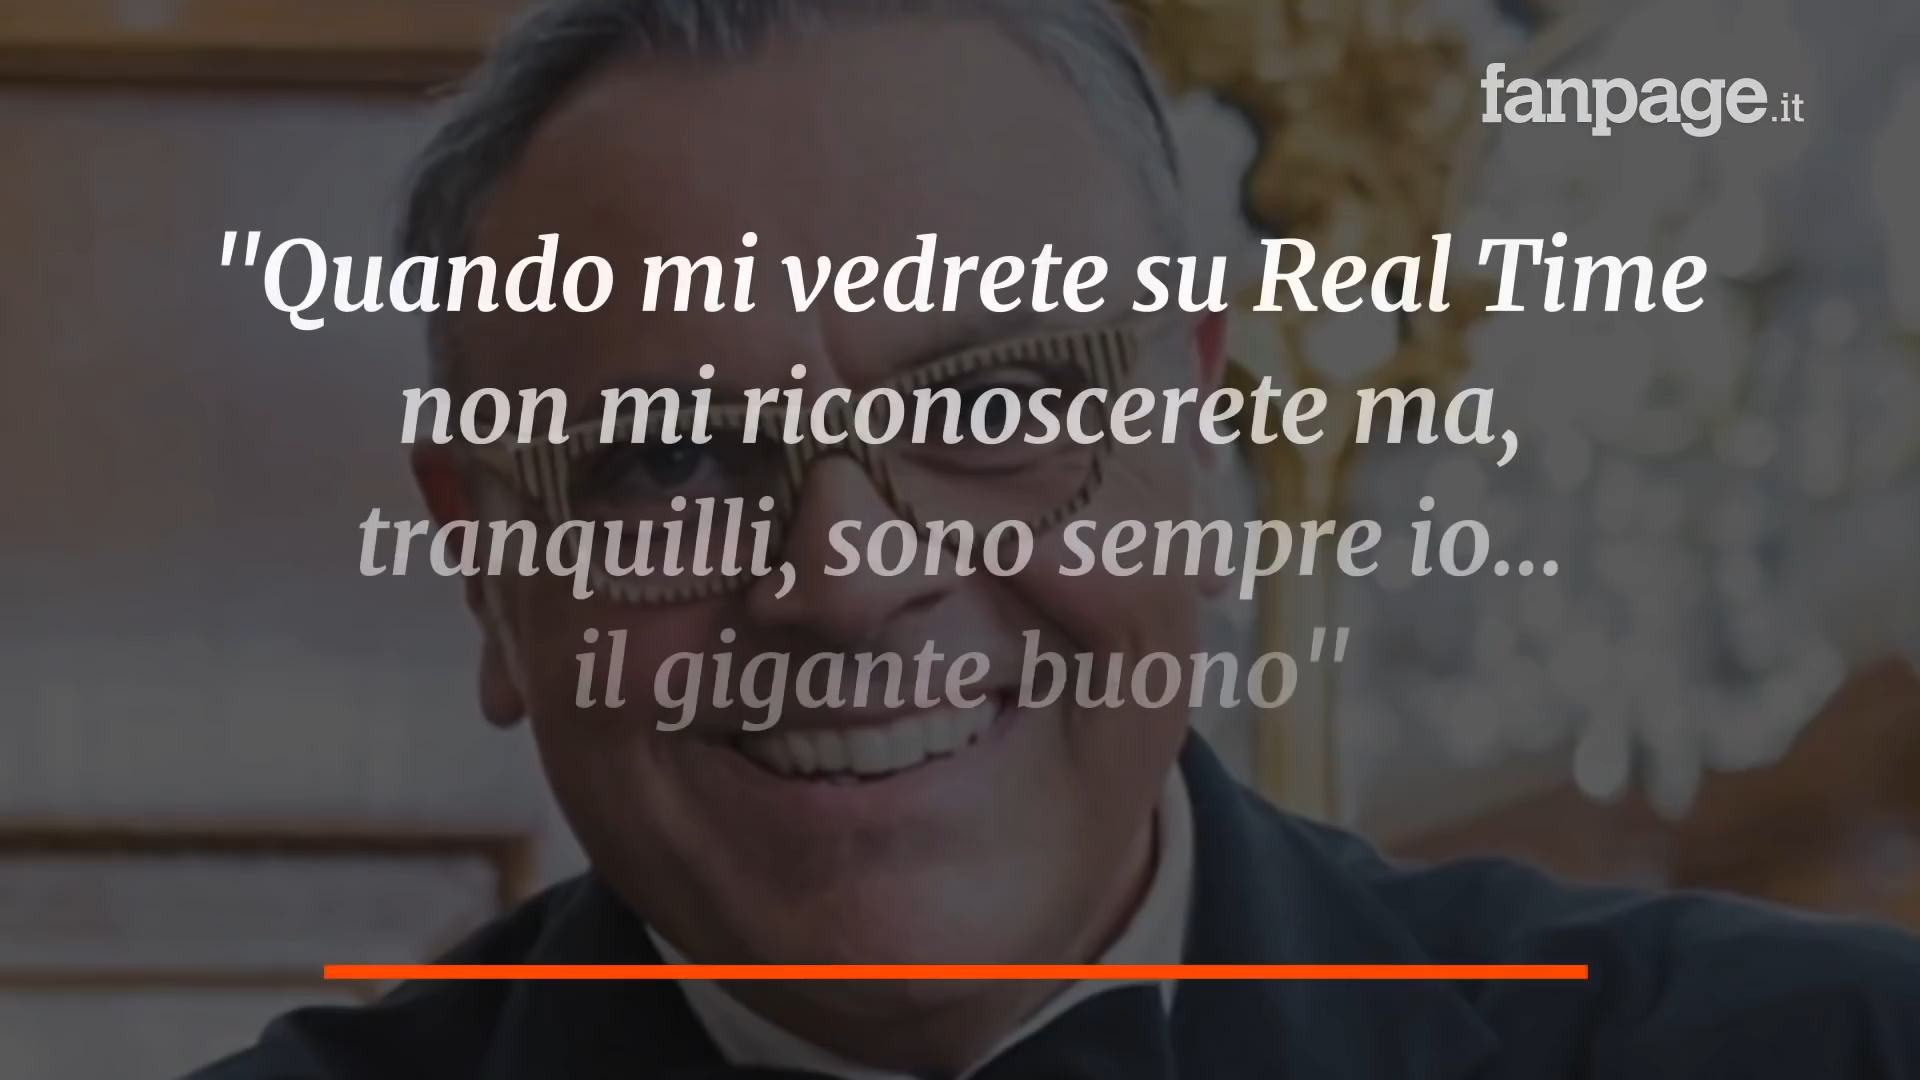 fanpage.it
"Quando mi vedrete su Real Time
non mi riconoscerete ma,
tranquilli, sono sempre io...
il gigante buono"